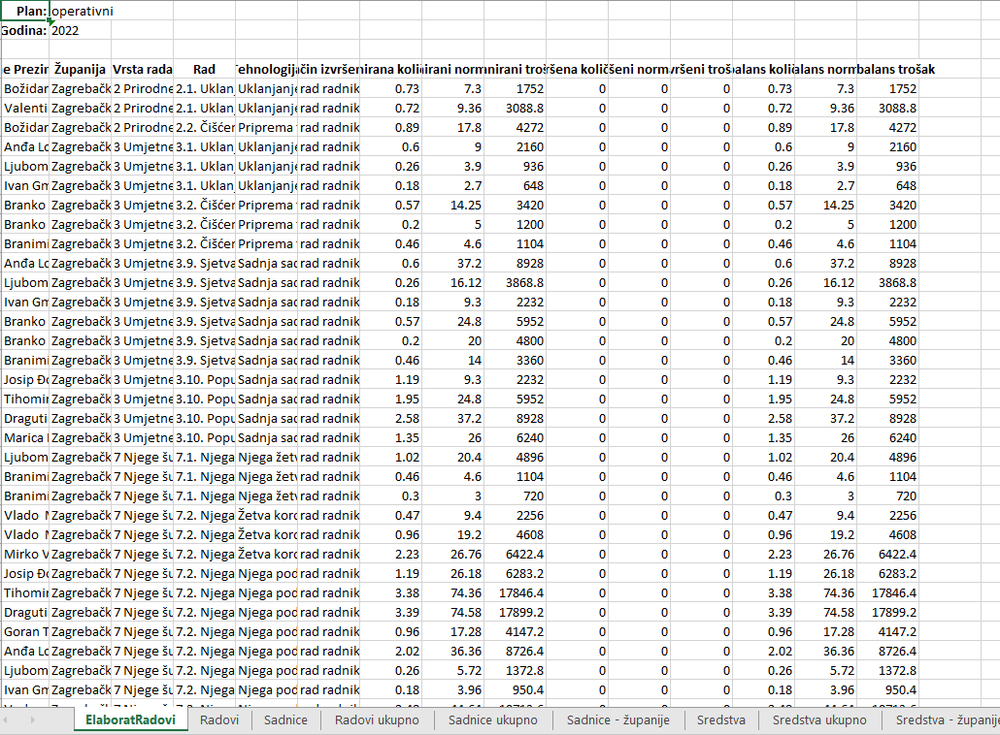 Plan: operativni
Godina: 2022
e Prezir Županija Vrsta rada Rad Tehnologija čin izvršen nirana količ irani norm anirani troš ršena količ šeni norm vršeni troš balans količ alans norm balans trošak
Božidar Zagrebačk 2 Prirodne 2.1. Uklan Uklanjanje rad radnik 0.73 7.3 1752 0 0 0 0.73 7.3 1752
Valenti Zagrebačk 2 Prirodne 2.1. Uklan Uklanjanje rad radnik 0.72 9.36 3088.8 0 0 0 0.72 9.36 3088.8
Božidar Zagrebačk 2 Prirodne 2.2. Čišćer Priprema rad radnik 0.89 17.8 4272 0 0 0 0.89 17.8 4272
Anđa Lo Zagrebačk 3 Umjetne 3.1. Uklan Uklanjanje rad radnik 0.6 9 2160 0 0 0 0.6 9 2160
Ljubom Zagrebačk 3 Umjetne 3.1. Uklan Uklanjanje rad radnik 0.26 3.9 936 0 0 0 0.26 3.9 936
Ivan Gm Zagrebačk 3 Umjetne 3.1. Uklan Uklanjanje rad radnik 0.18 2.7 648 0 0 0 0.18 2.7 648
Branko Zagrebačk 3 Umjetne 3.2. Čišćer Priprema rad radnik 0.57 14.25 3420 0 0 0 0.57 14.25 3420
Branko Zagrebačk 3 Umjetne 3.2. Čišćer Priprema rad radnik 0.2 5 1200 0 0 0 0.2 5 1200
Branimi Zagrebačk 3 Umjetne 3.2. Čišćer Priprema rad radnik 0.46 4.6 1104 0 0 0 0.46 4.6 1104
Anđa Lo Zagrebačk 3 Umjetne 3.9. Sjetva Sadnja sad rad radnik 0.6 37.2 8928 0 0 0 0.6 37.2 8928
Ljubom Zagrebačk 3 Umjetne 3.9. Sjetva Sadnja sad rad radnik 0.26 16.12 3868.8 0 0 0 0.26 16.12 3868.8
Ivan Gm Zagrebačk 3 Umjetne 3.9. Sjetva Sadnja sad rad radnik 0.18 9.3 2232 0 0 0 0.18 9.3 2232
Branko Zagrebačk 3 Umjetne 3.9. Sjetva Sadnja sad rad radnik 0.57 24.8 5952 0 0 0 0.57 24.8 5952
Branko Zagrebačk 3 Umjetne 3.9. Sjetva Sadnja sad rad radnik 0.2 20 4800 0 0 0 0.2 20 4800
Branimi Zagrebačk 3 Umjetne 3.9. Sjetva Sadnja sad rad radnik 0.46 14 3360 0 0 0 0.46 14 3360
Josip Đo Zagrebačk 3 Umjetne 3.10. Popu Sadnja sad rad radnik 1.19 9.3 2232 0 0 0 1.19 9.3 2232
Tihomir Zagrebačk 3 Umjetne 3.10. Popu Sadnja sad rad radnik 1.95 24.8 5952 0 0 0 1.95 24.8 5952
Draguti Zagrebačk 3 Umjetne 3.10. Popu Sadnja sad rad radnik 2.58 37.2 8928 0 0 0 2.58 37.2 8928
Marica Zagrebačk 3 Umjetne 3.10. Popu Sadnja sad rad radnik 1.35 26 6240 0 0 0 1.35 26 6240
Ljubom Zagrebačk 7 Njege šu 7.1. Njega Njega žetv rad radnik 1.02 20.4 4896 0 0 0 1.02 20.4 4896
Branimi Zagrebačk 7 Njege šu 7.1. Njega Njega žetv rad radnik 0.46 4.6 1104 0 0 0 0.46 4.6 1104
Branimi Zagrebačk 7 Njege šu 7.1. Njega Njega žetv rad radnik 0.3 3 720 0 0 0 0.3 3 720
Vlado Zagrebačk 7 Njege šu 7.2. Njega Žetva koro rad radnik 0.47 9.4 2256 0 0 0 0.47 9.4 2256
Vlado Zagrebačk 7 Njege šu 7.2. Njega Žetva koro rad radnik 0.96 19.2 4608 0 0 0 0.96 19.2 4608
Mirko V Zagrebačk 7 Njege šu 7.2. Njega Žetva koro rad radnik 2.23 26.76 6422.4 0 0 0 2.23 26.76 6422.4
Josip Đo Zagrebačk 7 Njege šu 7.2. Njega Njega pod rad radnik 1.19 26.18 6283.2 0 0 0 1.19 26.18 6283.2
Tihomir Zagrebačk 7 Njege šu 7.2. Njega Njega pod rad radnik 3.38 74.36 17846.4 0 0 0 3.38 74.36 17846.4
Draguti Zagrebačk 7 Njege šu 7.2. Njega Njega pod rad radnik 3.39 74.58 17899.2 0 0 0 3.39 74.58 17899.2
Goran T Zagrebačk 7 Njege šu 7.2. Njega Njega pod rad radnik 0.96 17.28 4147.2 0 0 0 0.96 17.28 4147.2
Anđa Lo Zagrebačk 7 Njege šu 7.2. Njega Njega pod rad radnik 2.02 36.36 8726.4 0 0 0 2.02 36.36 8726.4
Ljubom Zagrebačk 7 Njege šu 7.2. Njega Njega pod rad radnik 0.26 5.72 1372.8 0 0 0 0.26 5.72 1372.8
Ivan Gm Zagrebačk 7 Njege šu 7.2. Njega Njega pod rad radnik 0.18 3.96 950.4 0 0 0 0.18 3.96 950.4
ElaboratRadovi Radovi Sadnice Radovi ukupno Sadnice ukupno Sadnice - županije Sredstva Sredstva ukupno Sredstva - županije